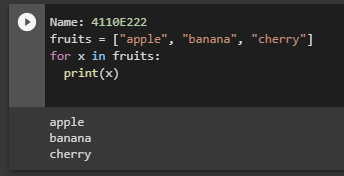 Name: 4110E222
fruits = ["apple", "banana", "cherry"]
for x in fruits:
  print(x)
apple
banana
cherry